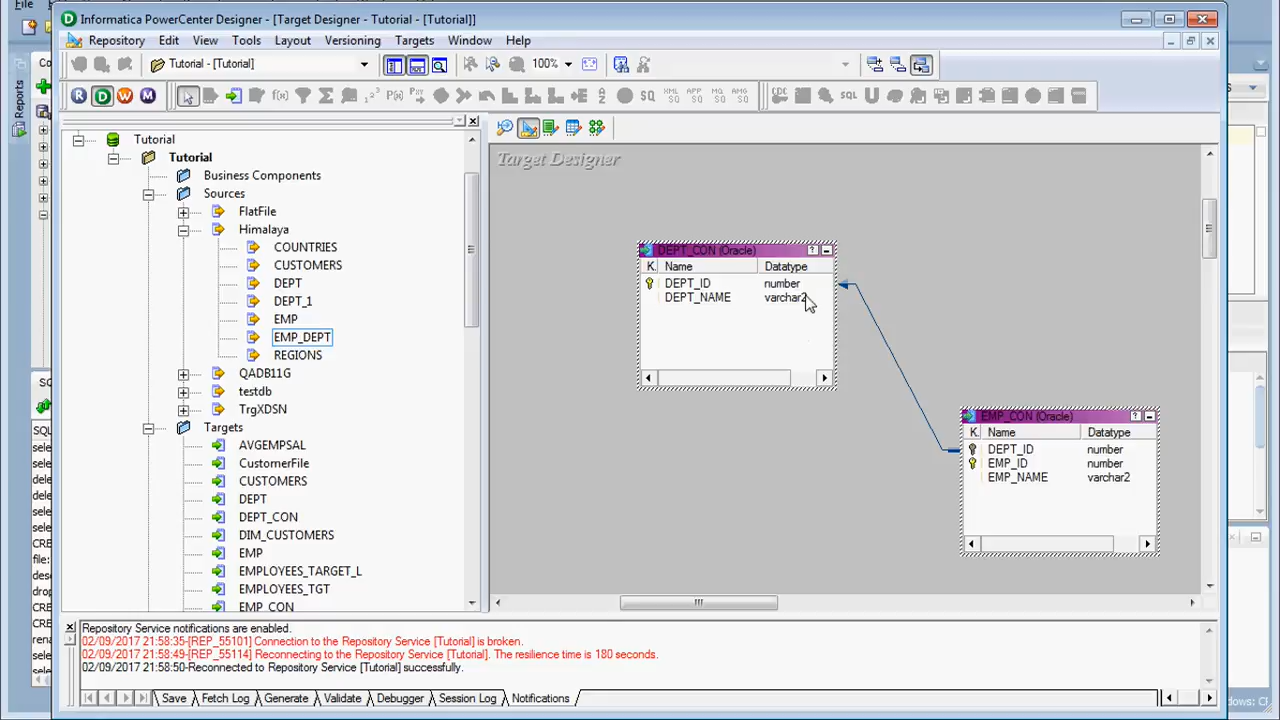 File
Informatica PowerCenter Designer - [Target Designer - Tutorial - [Tutorial]]
Repository Edit View Tools Layout Versioning Targets Window Help
Tutorial - [Tutorial] 100%
R D W M
Reports
Tutorial
Tutorial
Business Components
Sources
FlatFile
Himalaya
COUNTRIES
CUSTOMERS
DEPT
DEPT_1
EMP
EMP_DEPT
REGIONS
QADB11G
testdb
TrgXDSN
Targets
AVGEMPSAL
CustomerFile
CUSTOMERS
DEPT
DEPT_CON
DIM_CUSTOMERS
EMP
EMPLOYEES_TARGET_L
EMPLOYEES_TGT
EMP_CON
Target Designer
DEPT_CON (Oracle)
K. Name Datatype
DEPT_ID number
DEPT_NAME varchar2
EMP_CON (Oracle)
K. Name Datatype
DEPT_ID number
EMP_ID number
EMP_NAME varchar2
Repository Service notifications are enabled.
02/09/2017 21:58:35-[REP_55101] Connection to the Repository Service [Tutorial] is broken.
02/09/2017 21:58:49-[REP_55114] Reconnecting to the Repository Service [Tutorial]. The resilience time is 180 seconds.
02/09/2017 21:58:50-Reconnected to Repository Service [Tutorial] successfully.
Save Fetch Log Generate Validate Debugger Session Log Notifications